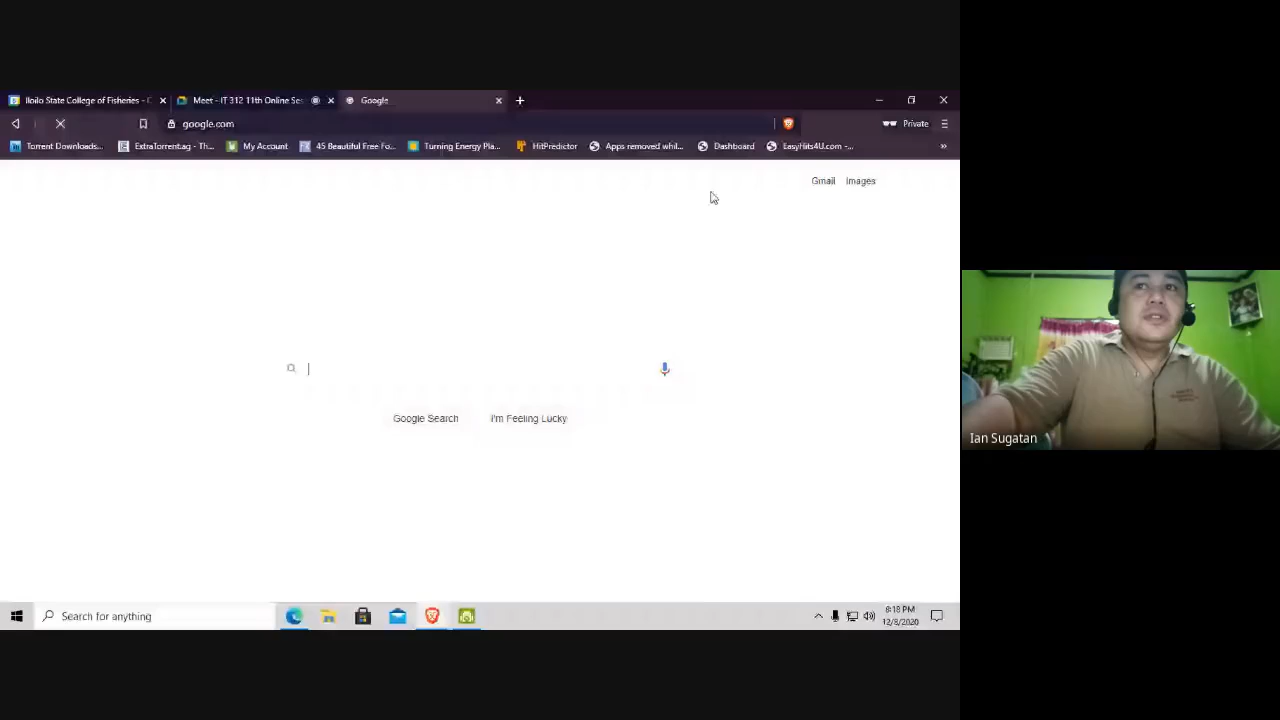 Iloilo State College of Fisheries - C
Meet - IT 312 11th Online Ses
Google
google.com
Private
Torrent Downloads...
ExtraTorrent.ag - Th...
My Account
45 Beautiful Free Fo...
Turning Energy Pla...
HitPredictor
Apps removed whil...
Dashboard
EasyHits4U.com -...
»
Gmail
Images
Google Search
I'm Feeling Lucky
Ian Sugatan
Search for anything
8:18 PM
12/8/2020